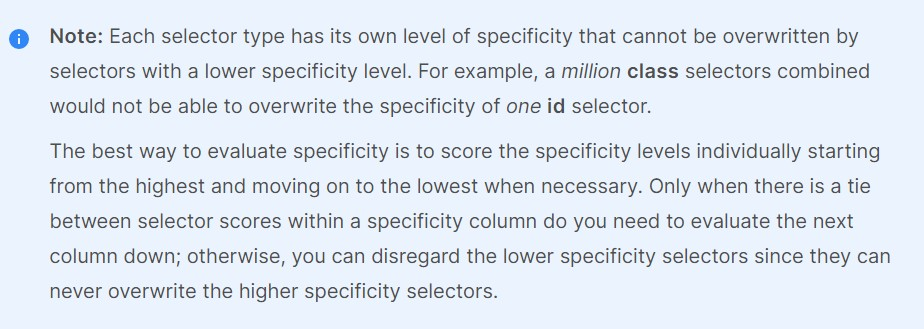 Note: Each selector type has its own level of specificity that cannot be overwritten by
selectors with a lower specificity level. For example, a million class selectors combined
would not be able to overwrite the specificity of one id selector.
The best way to evaluate specificity is to score the specificity levels individually starting
from the highest and moving on to the lowest when necessary. Only when there is a tie
between selector scores within a specificity column do you need to evaluate the next
column down; otherwise, you can disregard the lower specificity selectors since they can
never overwrite the higher specificity selectors.